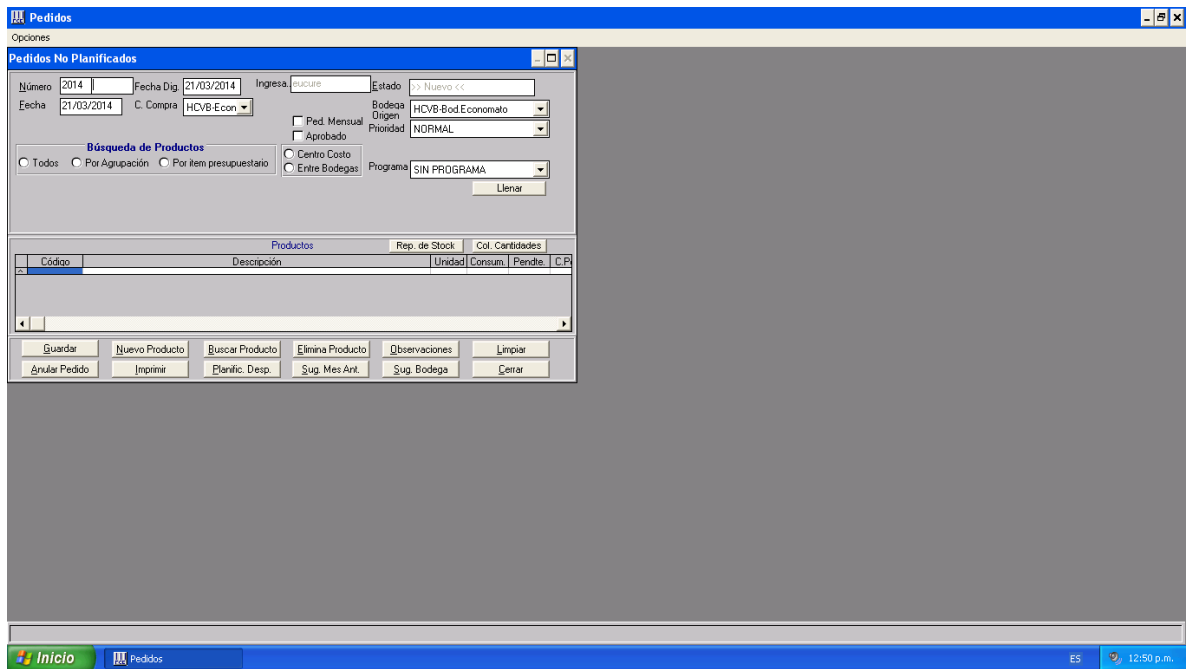 Pedidos
Opciones
Pedidos No Planificados
Número 2014 Fecha Dig. 21/03/2014 Ingresa.. eucure Estado >> Nuevo <<
Fecha 21/03/2014 C. Compra HCVB-Econ Bodega Origen HCVB-Bod.Economato
Ped. Mensual Prioridad NORMAL
Aprobado
Búsqueda de Productos
Todos Por Agrupación Por item presupuestario
Centro Costo
Entre Bodegas
Programa SIN PROGRAMA
Llenar
Productos Rep. de Stock Col. Cantidades
Código Descripción Unidad Consum. Pendte. C.Pe
Guardar Nuevo Producto Buscar Producto Elimina Producto Observaciones Limpiar
Anular Pedido Imprimir Planific. Desp. Sug. Mes Ant. Sug. Bodega Cerrar
Inicio Pedidos ES 12:50 p.m.